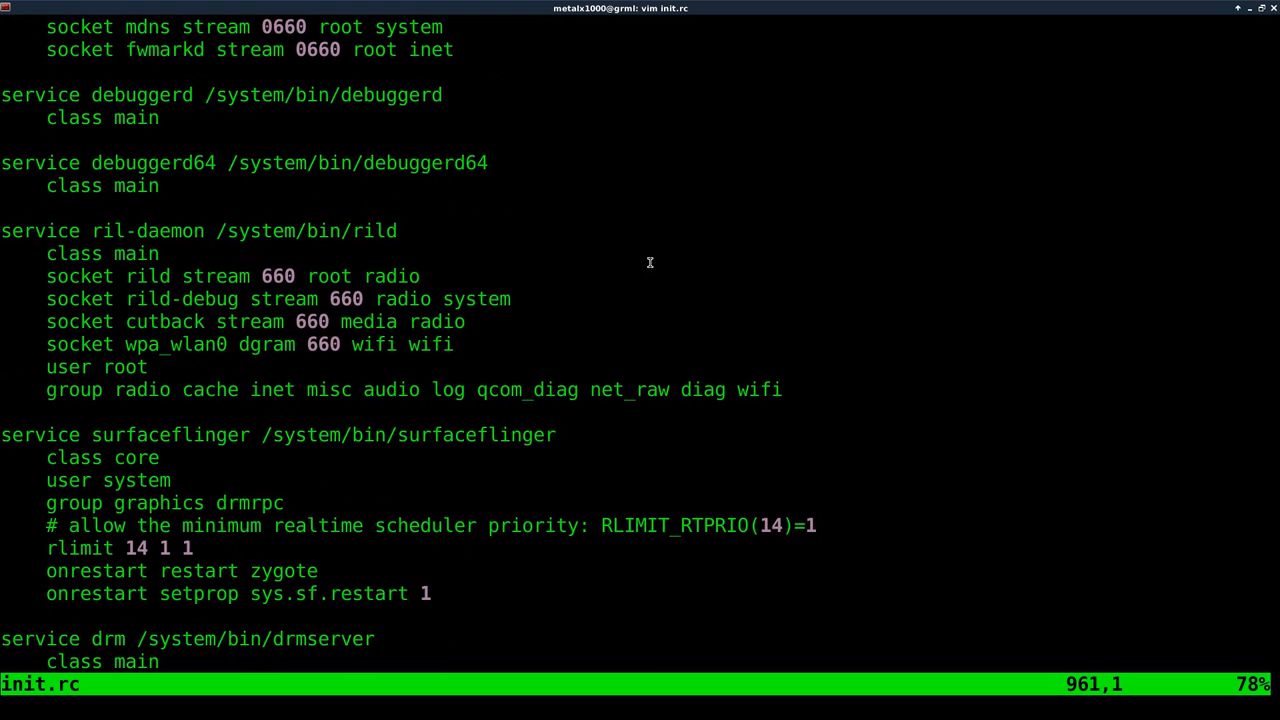 metalx1000@grml: vim init.rc
socket mdns stream 0660 root system
socket fwmarkd stream 0660 root inet
service debuggerd /system/bin/debuggerd
class main
service debuggerd64 /system/bin/debuggerd64
class main
service ril-daemon /system/bin/rild
class main
socket rild stream 660 root radio
socket rild-debug stream 660 radio system
socket cutback stream 660 media radio
socket wpa_wlan0 dgram 660 wifi wifi
user root
group radio cache inet misc audio log qcom_diag net_raw diag wifi
service surfaceflinger /system/bin/surfaceflinger
class core
user system
group graphics drmrpc
# allow the minimum realtime scheduler priority: RLIMIT_RTPRIO(14)=1
rlimit 14 1 1
onrestart restart zygote
onrestart setprop sys.sf.restart 1
service drm /system/bin/drmserver
class main
init.rc 961,1 78%